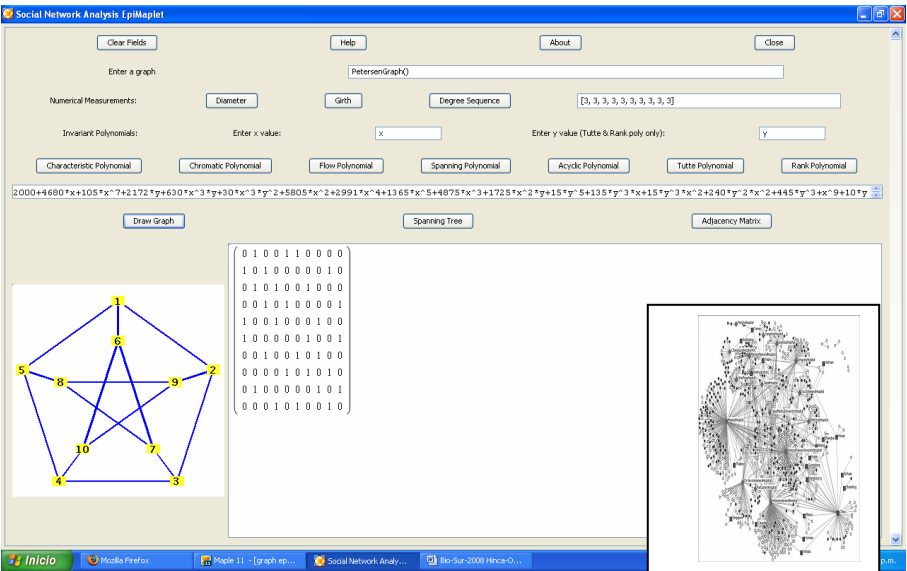 Social Network Analysis EpiMaplet
Clear Fields Help About Close
Enter a graph PetersenGraph()
Numerical Measurements: Diameter Girth Degree Sequence [3, 3, 3, 3, 3, 3, 3, 3, 3, 3]
Invariant Polynomials: Enter x value: x Enter y value (Tutte & Rank poly only): y
Characteristic Polynomial Chromatic Polynomial Flow Polynomial Spanning Polynomial Acyclic Polynomial Tutte Polynomial Rank Polynomial
2000+4680*x+105*x^7+2172*y+630*x^3*y+30*x^3*y^2+5805*x^2+2991*x^4+1365*x^5+4875*x^3+1725*x^2*y+15*y^5+135*y^3*x+15*y^3*x^2+240*y^2*x^2+445*y^3+x^9+10*y
Draw Graph Spanning Tree Adjacency Matrix
0 1 0 0 1 1 0 0 0 0
1 0 1 0 0 0 0 0 1 0
0 1 0 1 0 0 1 0 0 0
0 0 1 0 1 0 0 0 0 1
1 0 0 1 0 0 0 1 0 0
1 0 0 0 0 0 1 0 0 1
0 0 1 0 0 1 0 1 0 0
0 0 0 0 1 0 1 0 1 0
0 1 0 0 0 0 0 1 0 1
0 0 0 1 0 1 0 0 1 0
1
6
5 8 9 2
10 7
4 3
Inicio Mozilla Firefox Maple 11 - [graph ep... Social Network Analy... Bio-Sur-2008 Hinca-O... p.m.